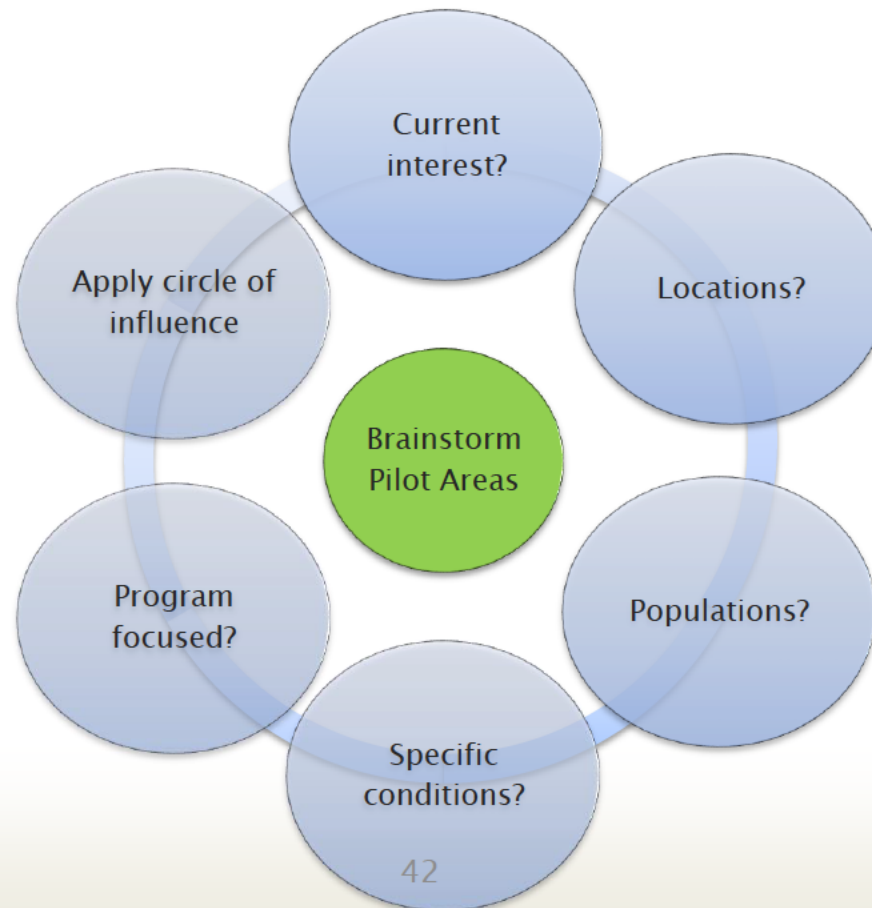 Current
interest?
Locations?
Populations?
Specific
conditions?
Program
focused?
Apply circle of
influence
Brainstorm
Pilot Areas
42